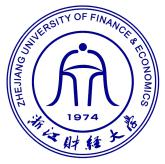 ZHEJIANG UNIVERSITY OF FINANCE & ECONOMICS
1974
浙江财经大学